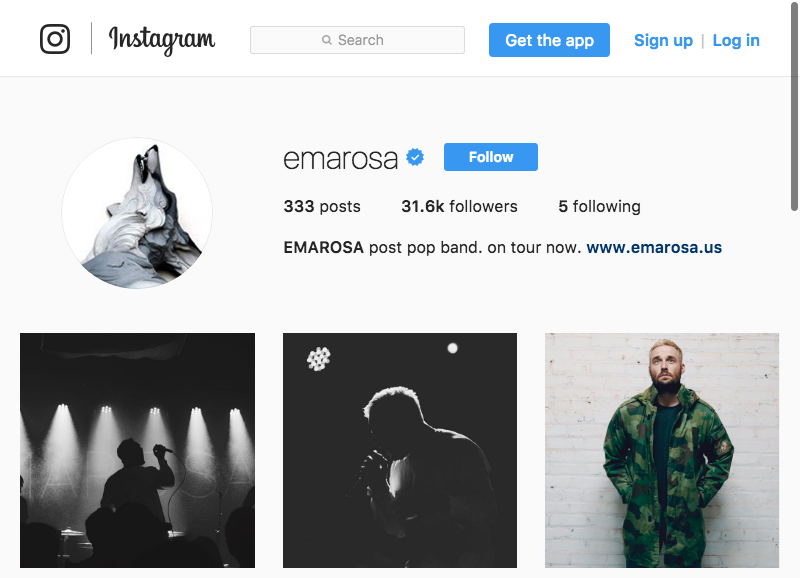 Instagram
Search
Get the app
Sign up | Log in
emarosa
Follow
333 posts 31.6k followers 5 following
EMAROSA post pop band. on tour now. www.emarosa.us